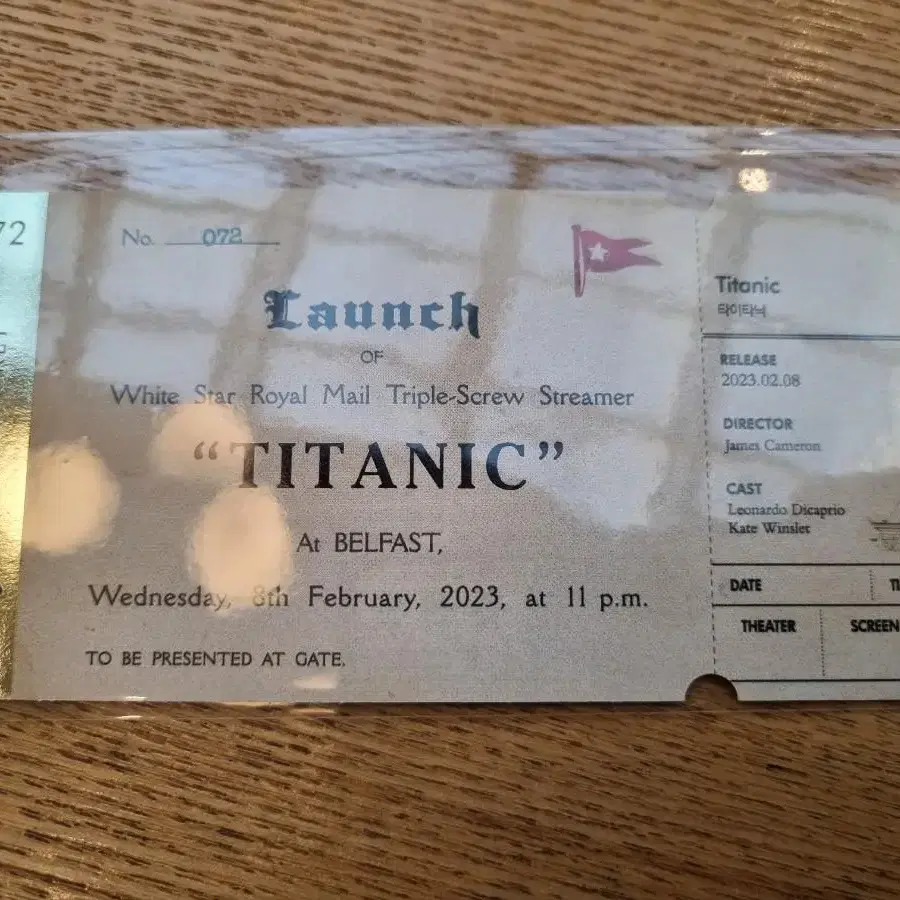 72
No. 072
Launch
OF
White Star Royal Mail Triple-Screw Streamer
“TITANIC”
At BELFAST,
Wednesday, 8th February, 2023, at 11 p.m.
TO BE PRESENTED AT GATE.
Titanic
타이타닉
RELEASE
2023.02.08
DIRECTOR
James Cameron
CAST
Leonardo Dicaprio
Kate Winslet
DATE
THEATER
SCREEN